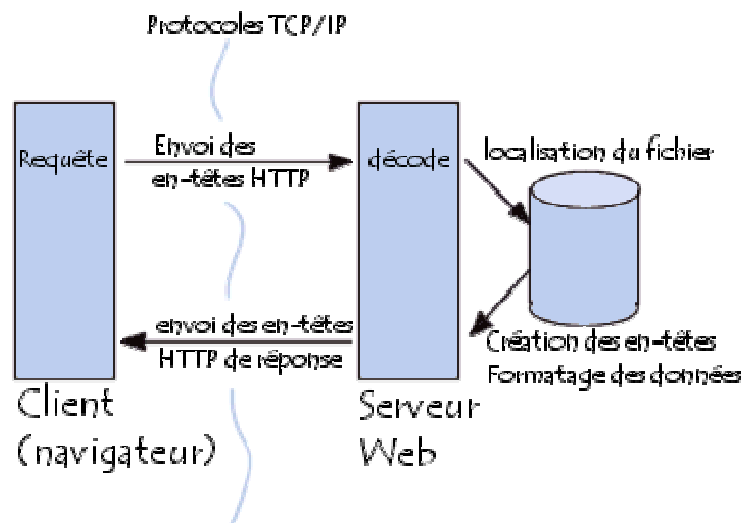 Protocoles TCP/IP
Requête
Envoi des
en-têtes HTTP
décode
localisation du fichier
envoi des en-têtes
HTTP de réponse
Création des en-têtes
Formatage des données
Client
(navigateur)
Serveur
Web